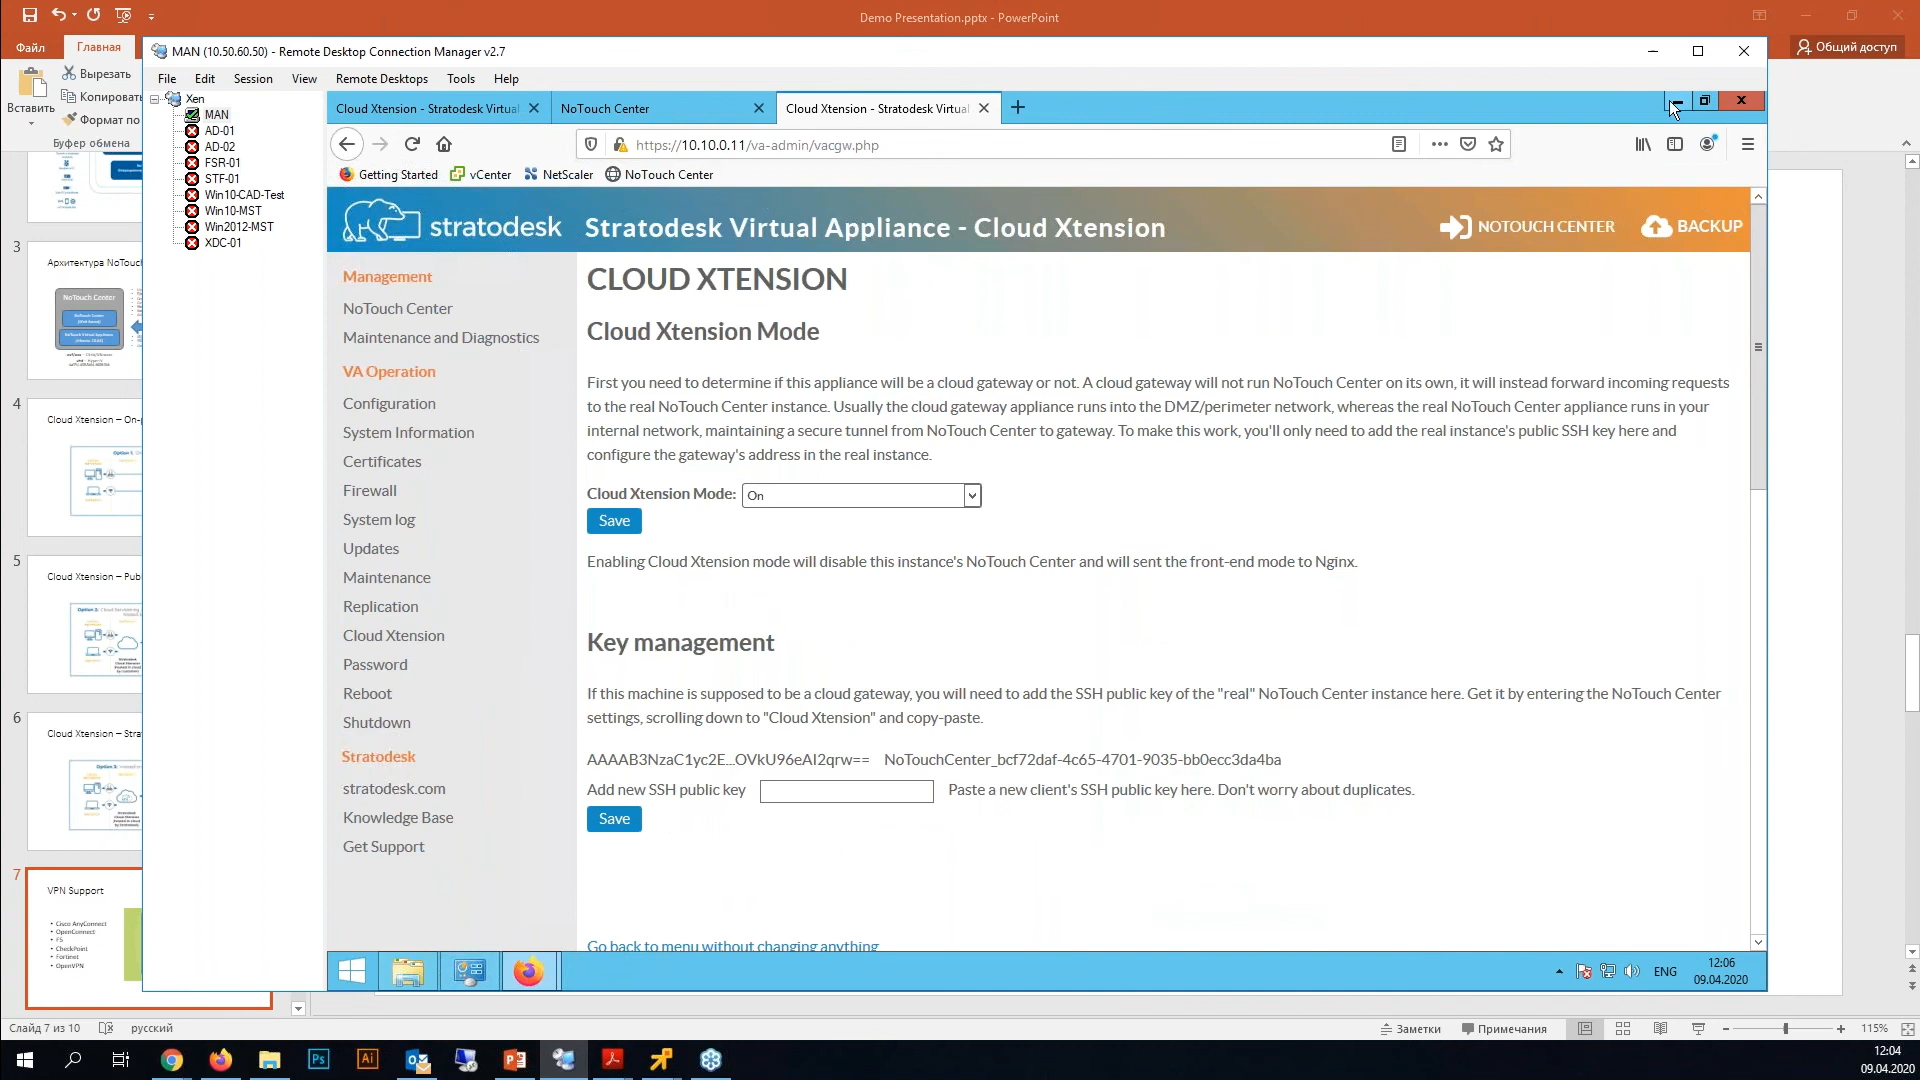 Demo Presentation.pptx - PowerPoint
Файл
Главная
Общий доступ
Вставить
Вырезать
Копировать
Формат по
Буфер обмена
MAN (10.50.60.50) - Remote Desktop Connection Manager v2.7
File Edit Session View Remote Desktops Tools Help
Xen
MAN
AD-01
AD-02
FSR-01
STF-01
Win10-CAD-Test
Win10-MST
Win2012-MST
XDC-01
Cloud Xtension - Stratodesk Virtual
NoTouch Center
Cloud Xtension - Stratodesk Virtual
https://10.10.0.11/va-admin/vacgw.php
Getting Started vCenter NetScaler NoTouch Center
stratodesk
Stratodesk Virtual Appliance - Cloud Xtension
NOTOUCH CENTER
BACKUP
Management
NoTouch Center
Maintenance and Diagnostics
VA Operation
Configuration
System Information
Certificates
Firewall
System log
Updates
Maintenance
Replication
Cloud Xtension
Password
Reboot
Shutdown
Stratodesk
stratodesk.com
Knowledge Base
Get Support
CLOUD XTENSION
Cloud Xtension Mode
First you need to determine if this appliance will be a cloud gateway or not. A cloud gateway will not run NoTouch Center on its own, it will instead forward incoming requests
to the real NoTouch Center instance. Usually the cloud gateway appliance runs into the DMZ/perimeter network, whereas the real NoTouch Center appliance runs in your
internal network, maintaining a secure tunnel from NoTouch Center to gateway. To make this work, you'll only need to add the real instance's public SSH key here and
configure the gateway's address in the real instance.
Cloud Xtension Mode: On
Save
Enabling Cloud Xtension mode will disable this instance's NoTouch Center and will sent the front-end mode to Nginx.
Key management
If this machine is supposed to be a cloud gateway, you will need to add the SSH public key of the "real" NoTouch Center instance here. Get it by entering the NoTouch Center
settings, scrolling down to "Cloud Xtension" and copy-paste.
AAAAB3NzaC1yc2E...OVkU96eAI2qrw== NoTouchCenter_bcf72daf-4c65-4701-9035-bb0ecc3da4ba
Add new SSH public key Paste a new client's SSH public key here. Don't worry about duplicates.
Save
Go back to menu without changing anything
ENG
12:06
09.04.2020
3
Архитектура NoTouc
NoTouch Center
4
Cloud Xtension – On-p
5
Cloud Xtension – Pub
6
Cloud Xtension – Stra
7
VPN Support
• Cisco AnyConnect
• OpenConnect
• F5
• CheckPoint
• Fortinet
• OpenVPN
Слайд 7 из 10
русский
Заметки
Примечания
115%
Ps
Ai
12:04
09.04.2020